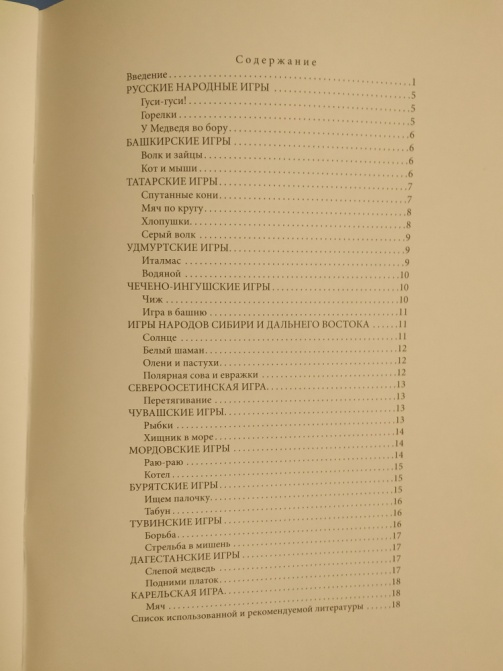 Содержание
Введение . . . 1
РУССКИЕ НАРОДНЫЕ ИГРЫ . . . 5
Гуси-гуси! . . . 5
Горелки . . . 5
У Медведя во бору . . . 6
БАШКИРСКИЕ ИГРЫ . . . 6
Волк и зайцы . . . 6
Кот и мыши . . . 6
ТАТАРСКИЕ ИГРЫ . . . 7
Спутанные кони . . . 7
Мяч по кругу . . . 8
Хлопушки . . . 8
Серый волк . . . 9
УДМУРТСКИЕ ИГРЫ . . . 9
Италмас . . . 9
Водяной . . . 10
ЧЕЧЕНО-ИНГУШСКИЕ ИГРЫ . . . 10
Чиж . . . 10
Игра в башню . . . 11
ИГРЫ НАРОДОВ СИБИРИ И ДАЛЬНЕГО ВОСТОКА . . . 11
Солнце . . . 11
Белый шаман . . . 12
Олени и пастухи . . . 12
Полярная сова и евражки . . . 12
СЕВЕРООСЕТИНСКАЯ ИГРА . . . 13
Перетягивание . . . 13
ЧУВАШСКИЕ ИГРЫ . . . 13
Рыбки . . . 13
Хищник в море . . . 14
МОРДОВСКИЕ ИГРЫ . . . 14
Раю-раю . . . 14
Котел . . . 15
БУРЯТСКИЕ ИГРЫ . . . 15
Ищем палочку . . . 15
Табун . . . 16
ТУВИНСКИЕ ИГРЫ . . . 16
Борьба . . . 16
Стрельба в мишень . . . 17
ДАГЕСТАНСКИЕ ИГРЫ . . . 17
Слепой медведь . . . 17
Подними платок . . . 17
КАРЕЛЬСКАЯ ИГРА . . . 18
Мяч . . . 18
Список использованной и рекомендуемой литературы . . . 18